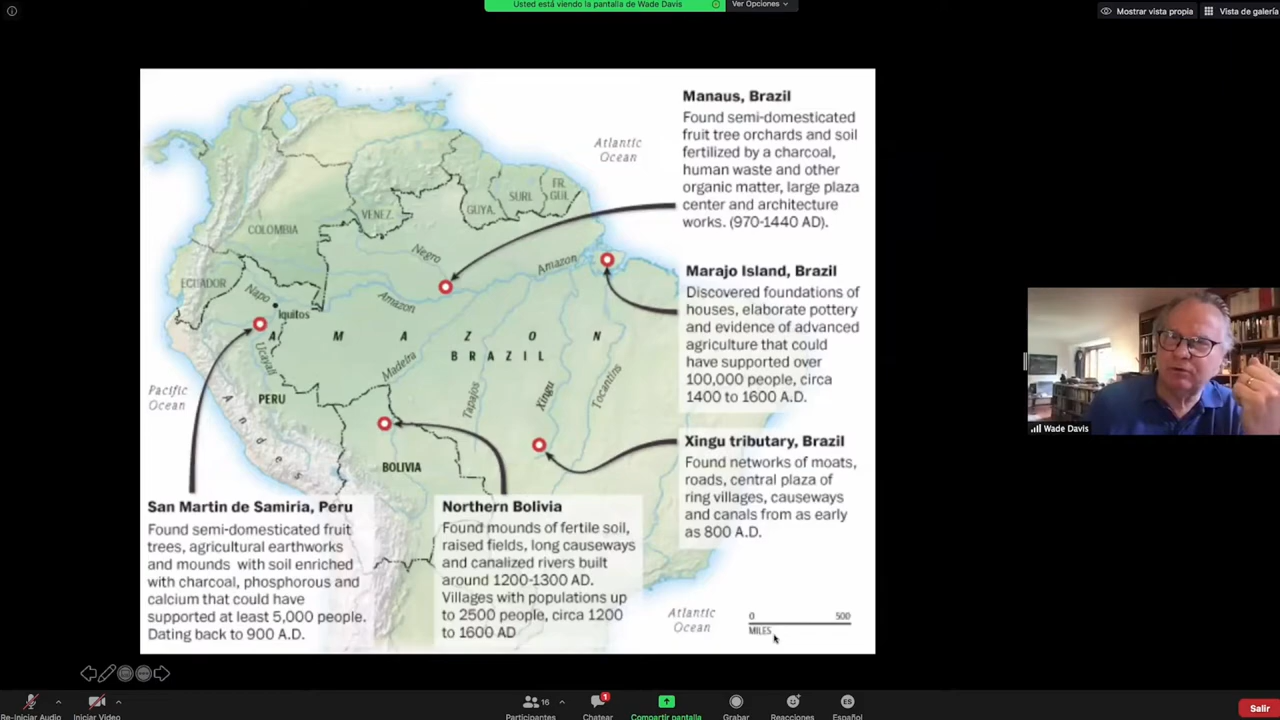 Usted está viendo la pantalla de Wade Davis
Ver Opciones
Mostrar vista propia
Vista de galería
Manaus, Brazil
Found semi-domesticated
fruit tree orchards and soil
fertilized by a charcoal,
human waste and other
organic matter, large plaza
center and architecture
works. (970-1440 AD).
Marajo Island, Brazil
Discovered foundations of
houses, elaborate pottery
and evidence of advanced
agriculture that could
have supported over
100,000 people, circa
1400 to 1600 A.D.
Xingu tributary, Brazil
Found networks of moats,
roads, central plaza of
ring villages, causeways
and canals from as early
as 800 A.D.
San Martin de Samiria, Peru
Found semi-domesticated fruit
trees, agricultural earthworks
and mounds with soil enriched
with charcoal, phosphorous and
calcium that could have
supported at least 5,000 people.
Dating back to 900 A.D.
Northern Bolivia
Found mounds of fertile soil,
raised fields, long causeways
and canalized rivers built
around 1200-1300 AD.
Villages with populations up
to 2500 people, circa 1200
to 1600 AD
Atlantic
Ocean
VENEZ.
GUYA.
SURI.
FR.
GUI.
COLOMBIA
ECUADOR
Negro
Amazon
Amazon
Napo
Iquitos
Ucayali
A M A Z O N
BRAZIL
Madeira
Tapajos
Xingu
Tocantins
Pacific
Ocean
PERU
Andes
BOLIVIA
Atlantic
Ocean
0 500
MILES
Wade Davis
Re-Iniciar Audio
Iniciar Video
16
Participantes
1
Chatear
Compartir pantalla
Grabar
Reacciones
ES
Español
Salir